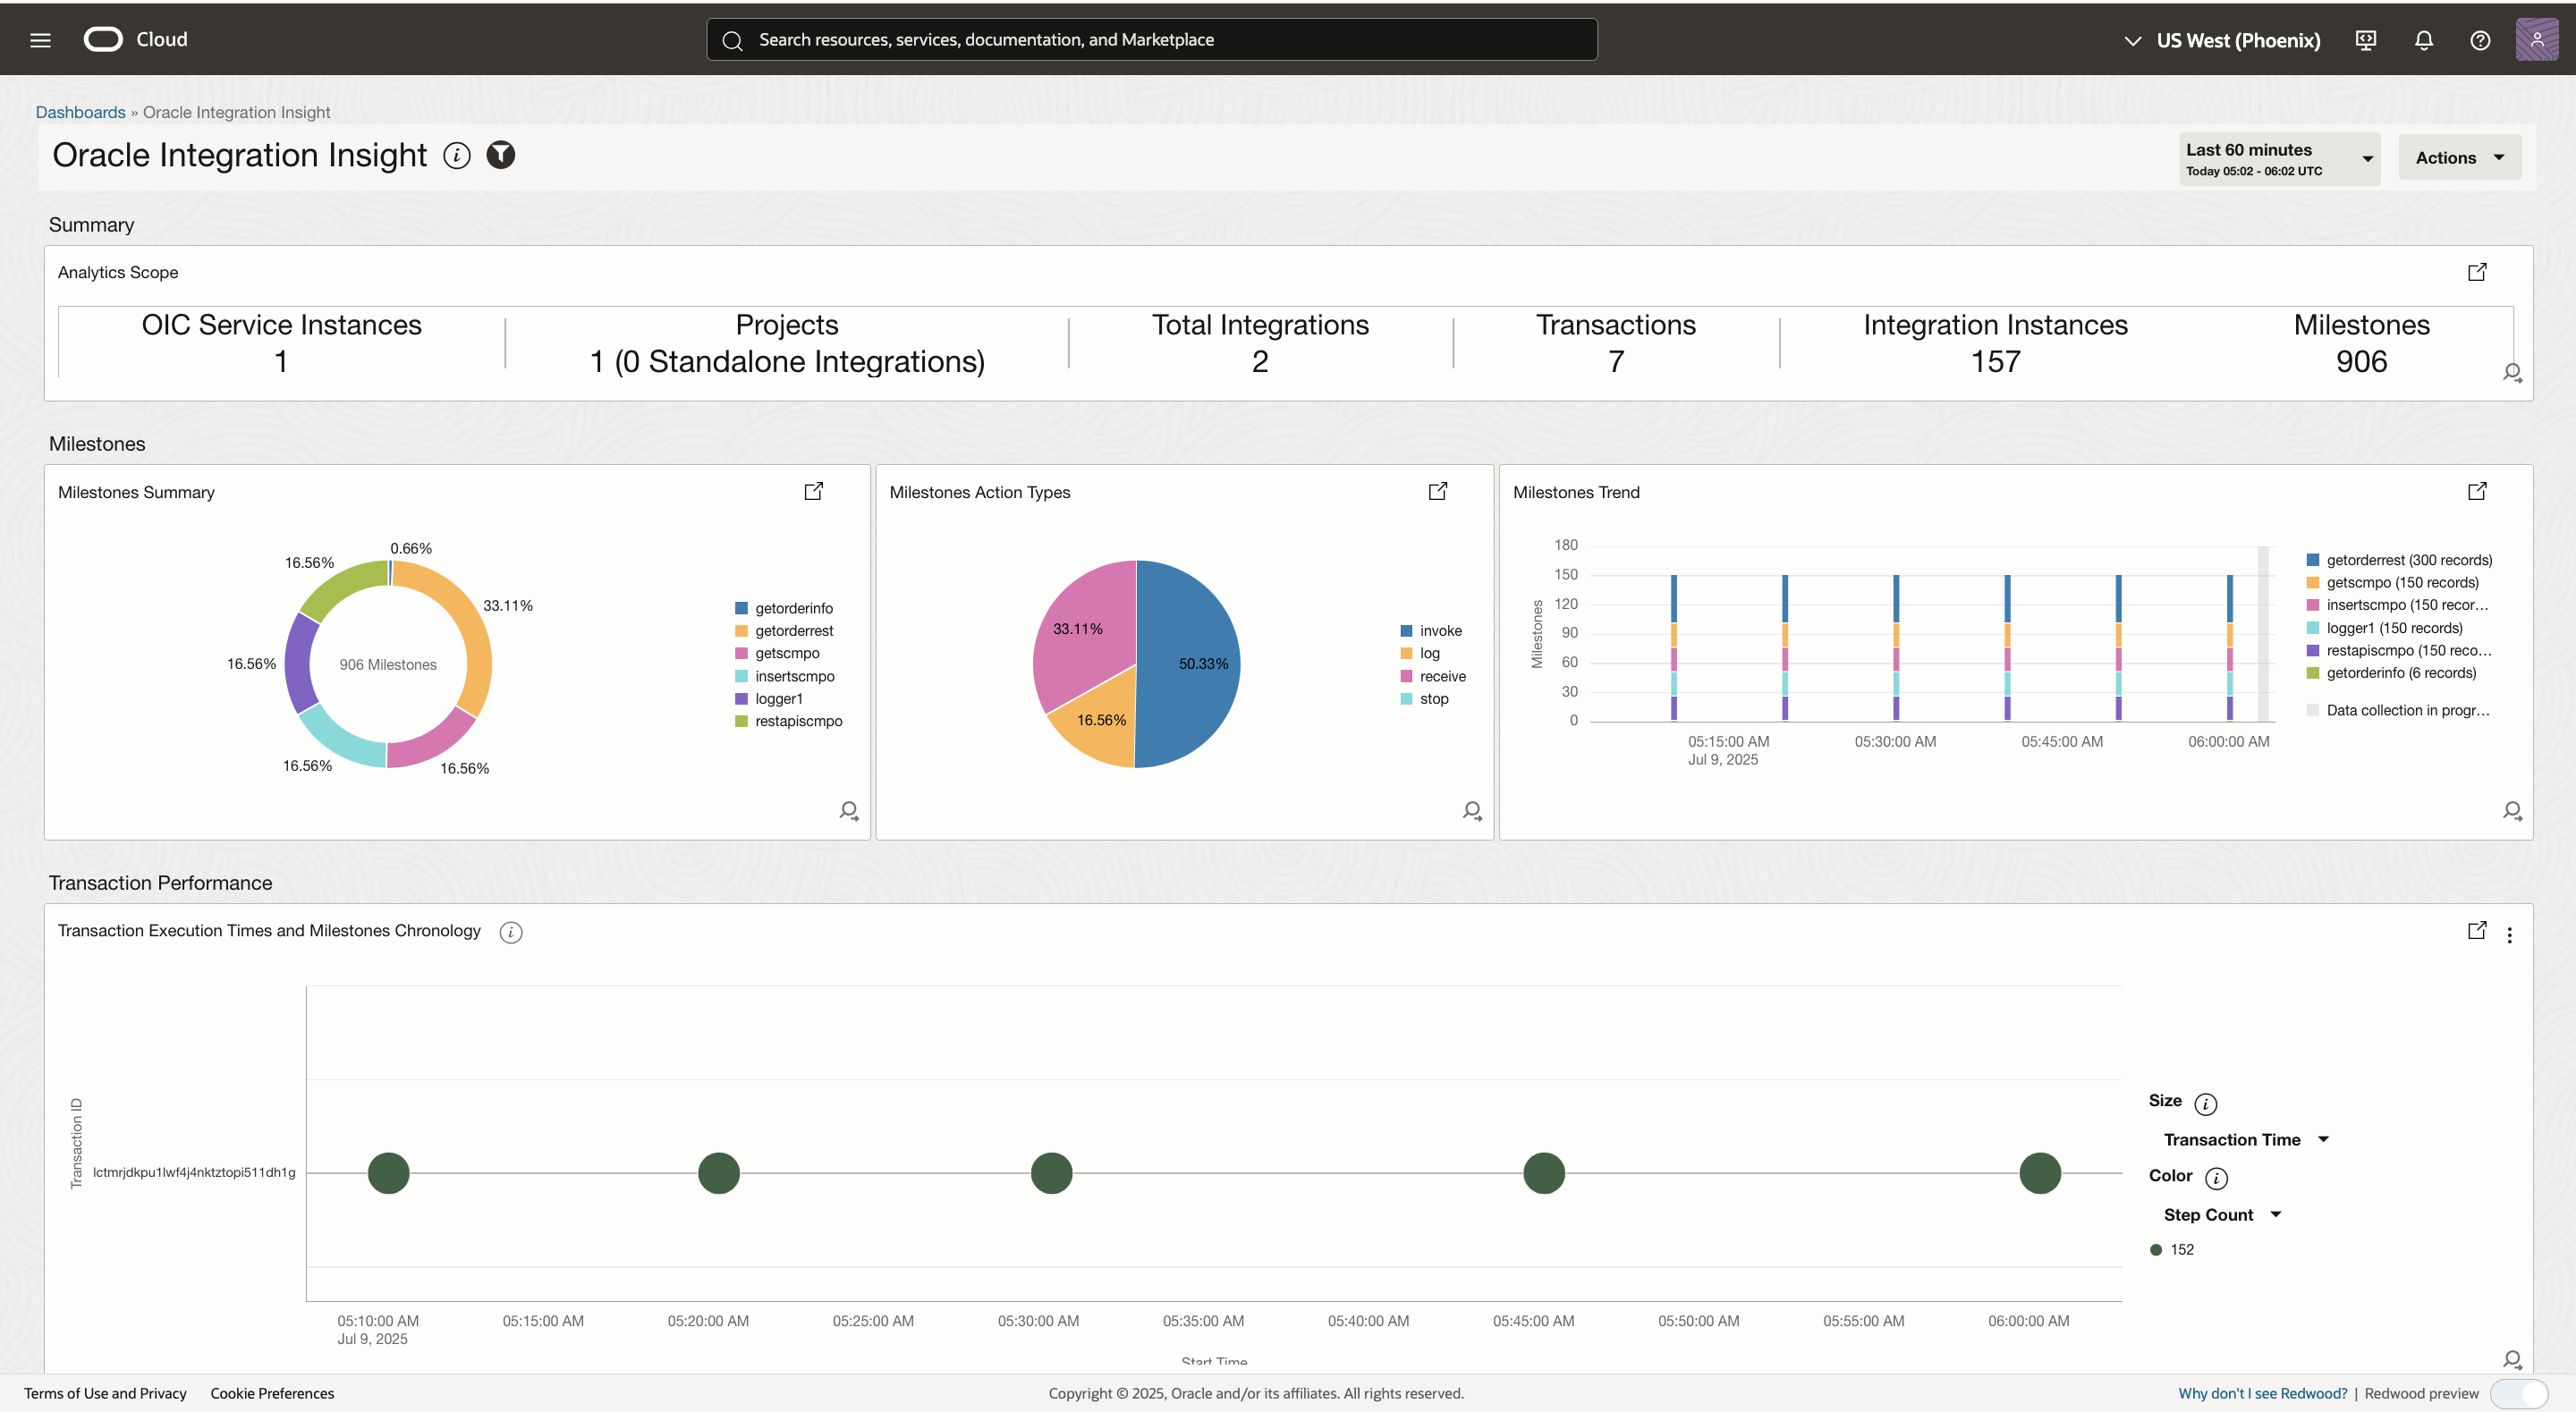 Cloud
Search resources, services, documentation, and Marketplace
US West (Phoenix)
Dashboards » Oracle Integration Insight
Oracle Integration Insight
Last 60 minutes
Today 05:02 - 06:02 UTC
Actions
Summary
Analytics Scope
OIC Service Instances
1
Projects
1 (0 Standalone Integrations)
Total Integrations
2
Transactions
7
Integration Instances
157
Milestones
906
Milestones
Milestones Summary
0.66%
16.56%
33.11%
16.56%
906 Milestones
16.56%
16.56%
getorderinfo
getorderrest
getscmpo
insertscmpo
logger1
restapiscmpo
Milestones Action Types
33.11%
50.33%
16.56%
invoke
log
receive
stop
Milestones Trend
Milestones
180
150
120
90
60
30
0
05:15:00 AM
Jul 9, 2025
05:30:00 AM
05:45:00 AM
06:00:00 AM
getorderrest (300 records)
getscmpo (150 records)
insertscmpo (150 recor...
logger1 (150 records)
restapiscmpo (150 reco...
getorderinfo (6 records)
Data collection in progr...
Transaction Performance
Transaction Execution Times and Milestones Chronology
Transaction ID
lctmrjdkpu1lwf4j4nktztopi511dh1g
05:10:00 AM
Jul 9, 2025
05:15:00 AM
05:20:00 AM
05:25:00 AM
05:30:00 AM
05:35:00 AM
05:40:00 AM
05:45:00 AM
05:50:00 AM
05:55:00 AM
06:00:00 AM
Start Time
Size
Transaction Time
Color
Step Count
152
Terms of Use and Privacy
Cookie Preferences
Copyright © 2025, Oracle and/or its affiliates. All rights reserved.
Why don't I see Redwood? | Redwood preview